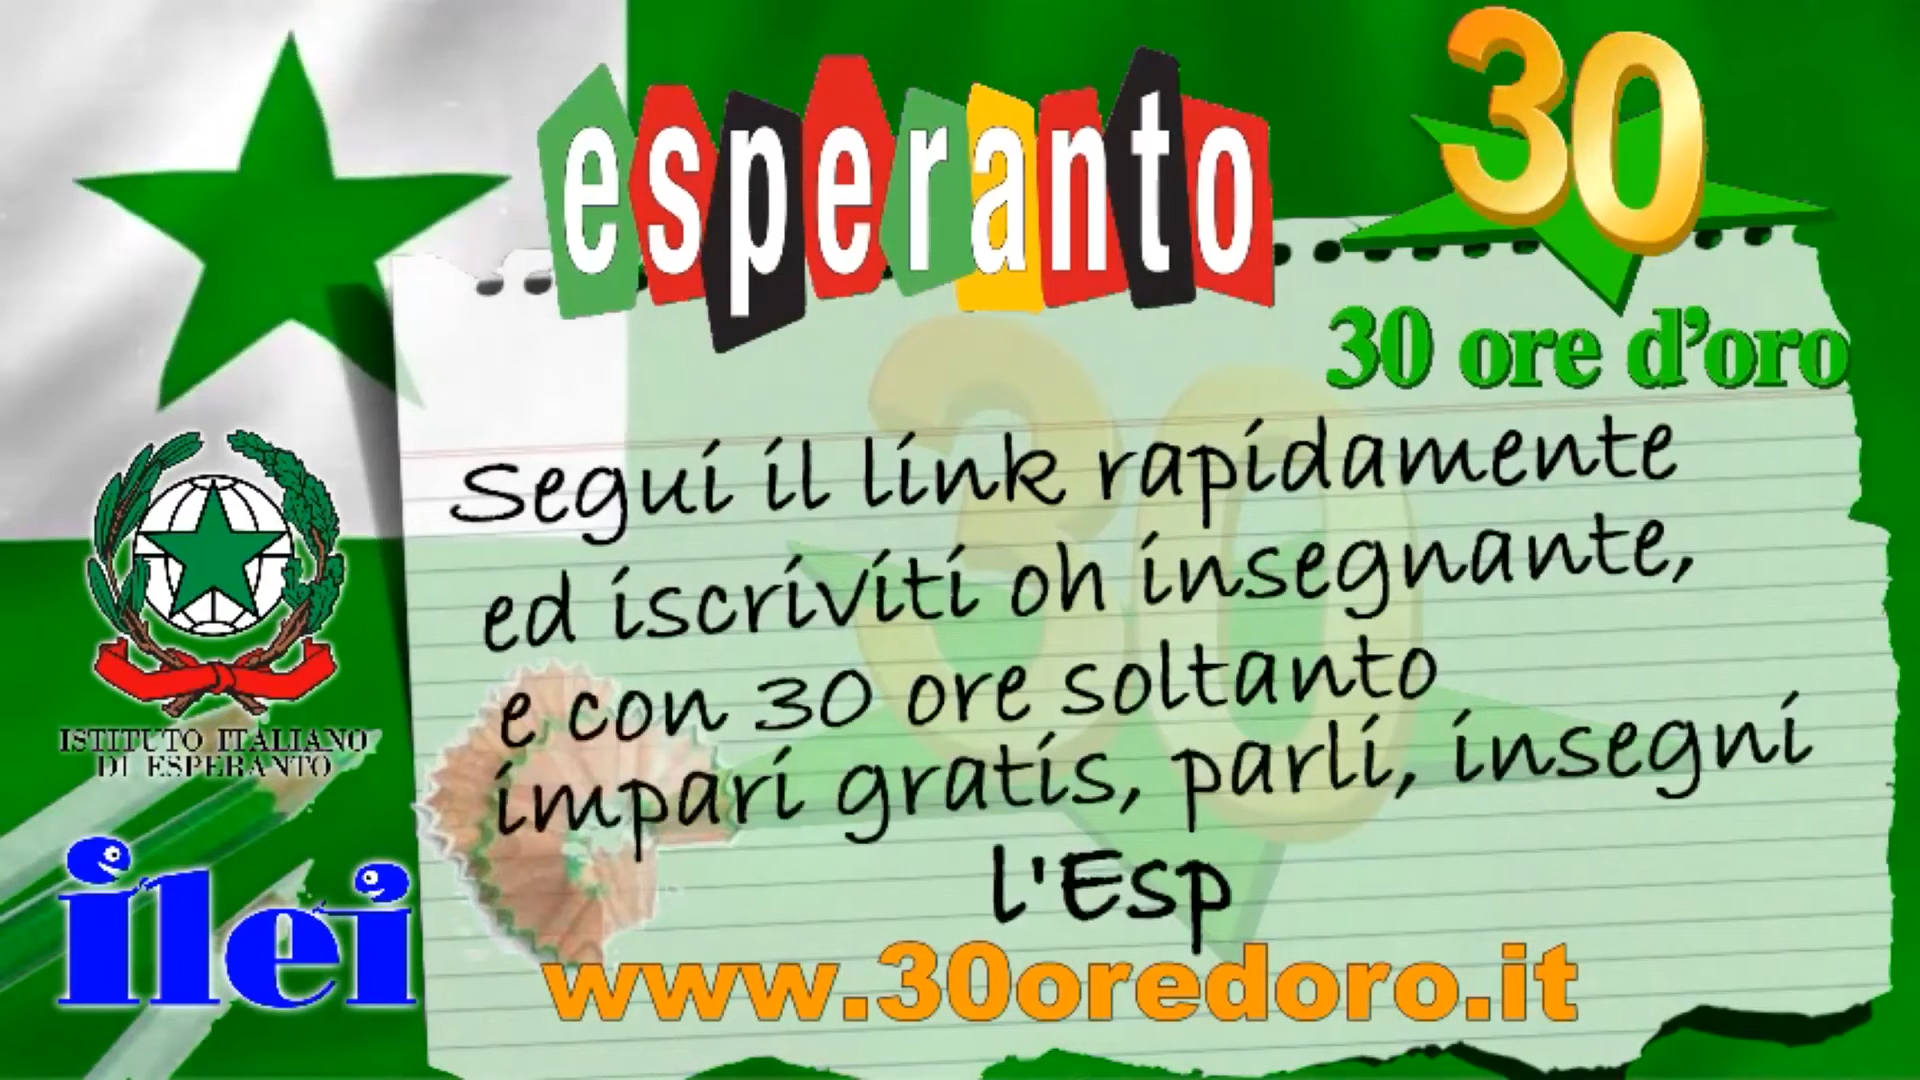 esperanto
30
30 ore d'oro
Segui il link rapidamente
ed iscriviti oh insegnante,
e con 30 ore soltanto
impari gratis, parli, insegni
l'Esp
www.30oredoro.it
ISTITUTO ITALIANO
DI ESPERANTO
ilei